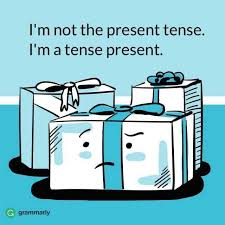 I'm not the present tense.
I'm a tense present.
grammarly